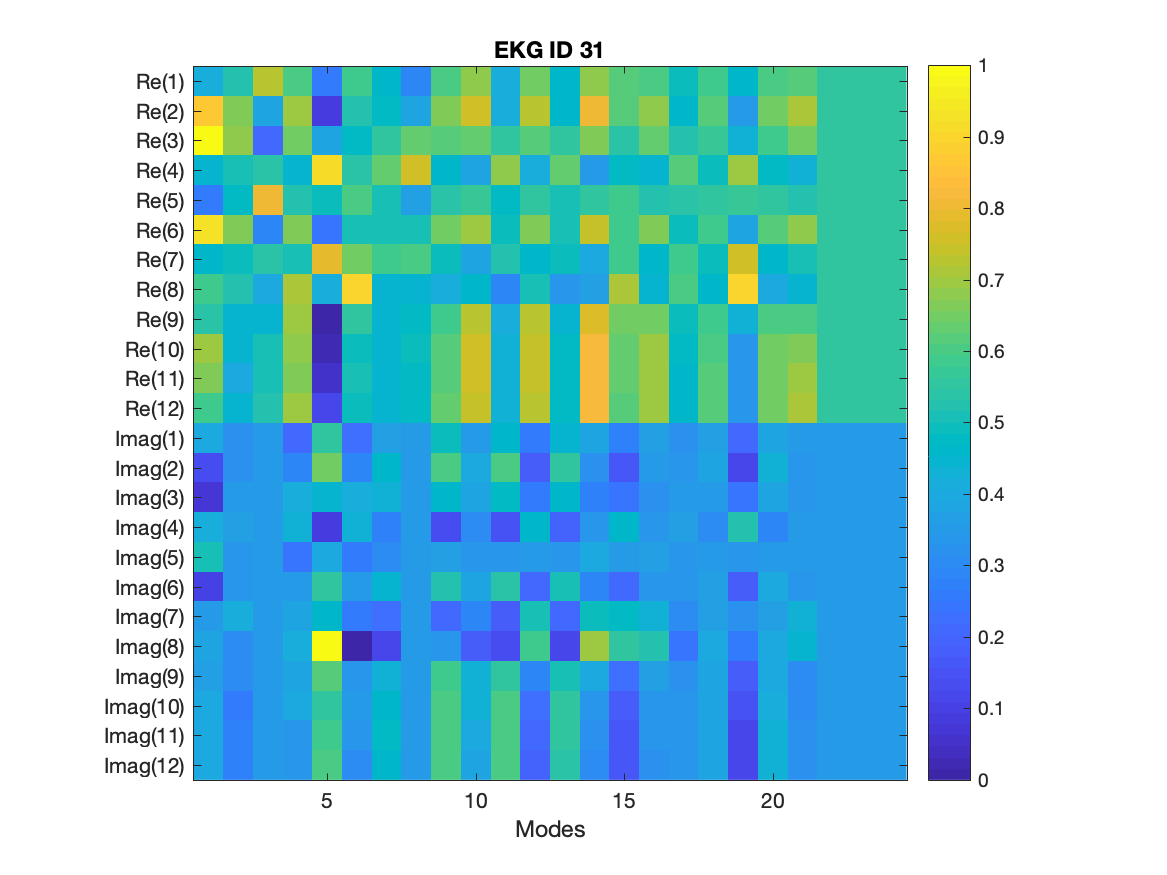 EKG ID 31
Re(1)
Re(2)
Re(3)
Re(4)
Re(5)
Re(6)
Re(7)
Re(8)
Re(9)
Re(10)
Re(11)
Re(12)
Imag(1)
Imag(2)
Imag(3)
Imag(4)
Imag(5)
Imag(6)
Imag(7)
Imag(8)
Imag(9)
Imag(10)
Imag(11)
Imag(12)
5 10 15 20
Modes
1
0.9
0.8
0.7
0.6
0.5
0.4
0.3
0.2
0.1
0